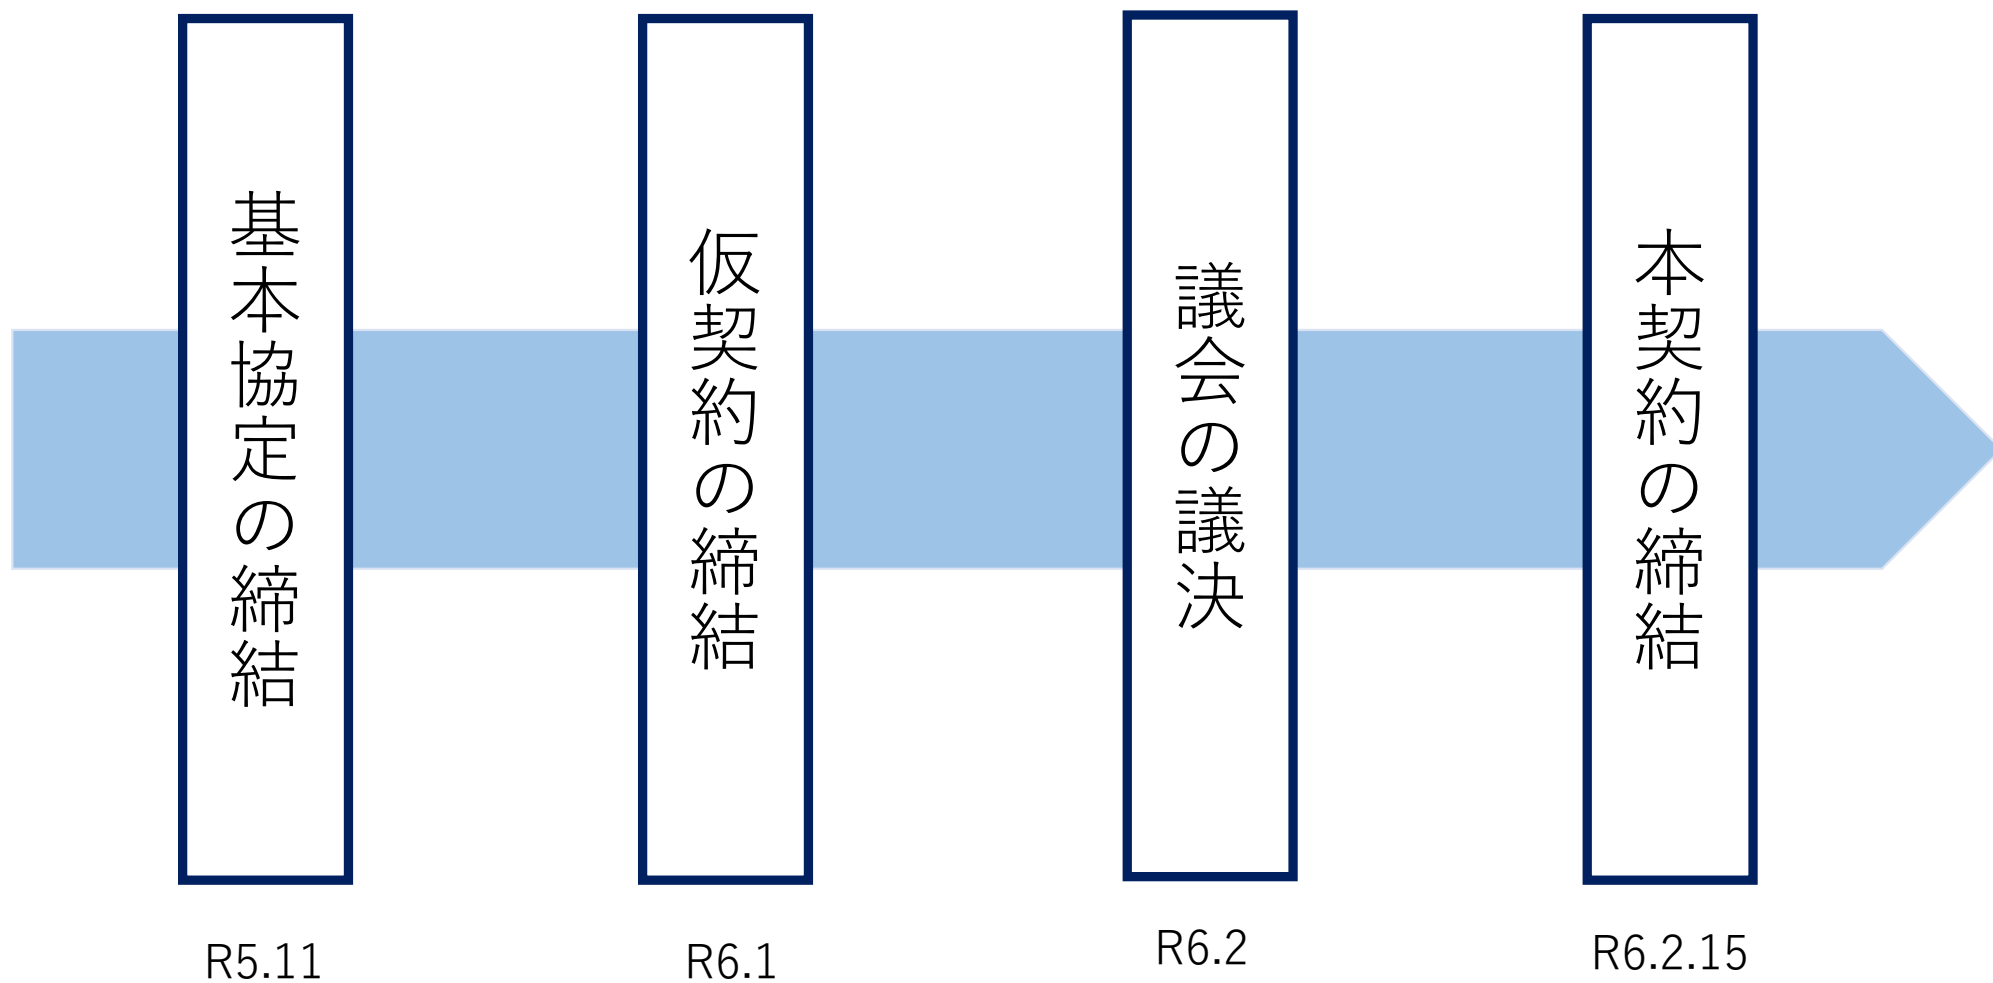 基本協定の締結
R5.11
仮契約の締結
R6.1
議会の議決
R6.2
本契約の締結
R6.2.15